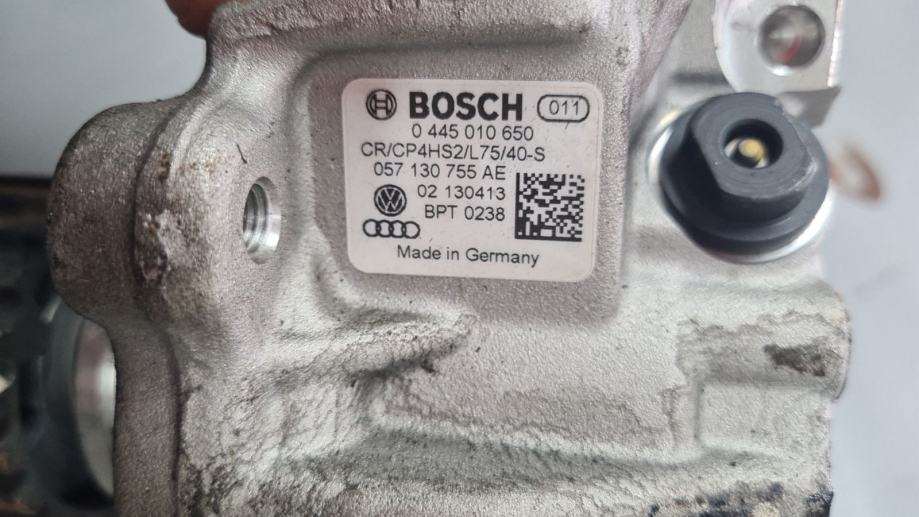 BOSCH 011
0 445 010 650
CR/CP4HS2/L75/40-S
057 130 755 AE
02 130413
BPT 0238
Made in Germany